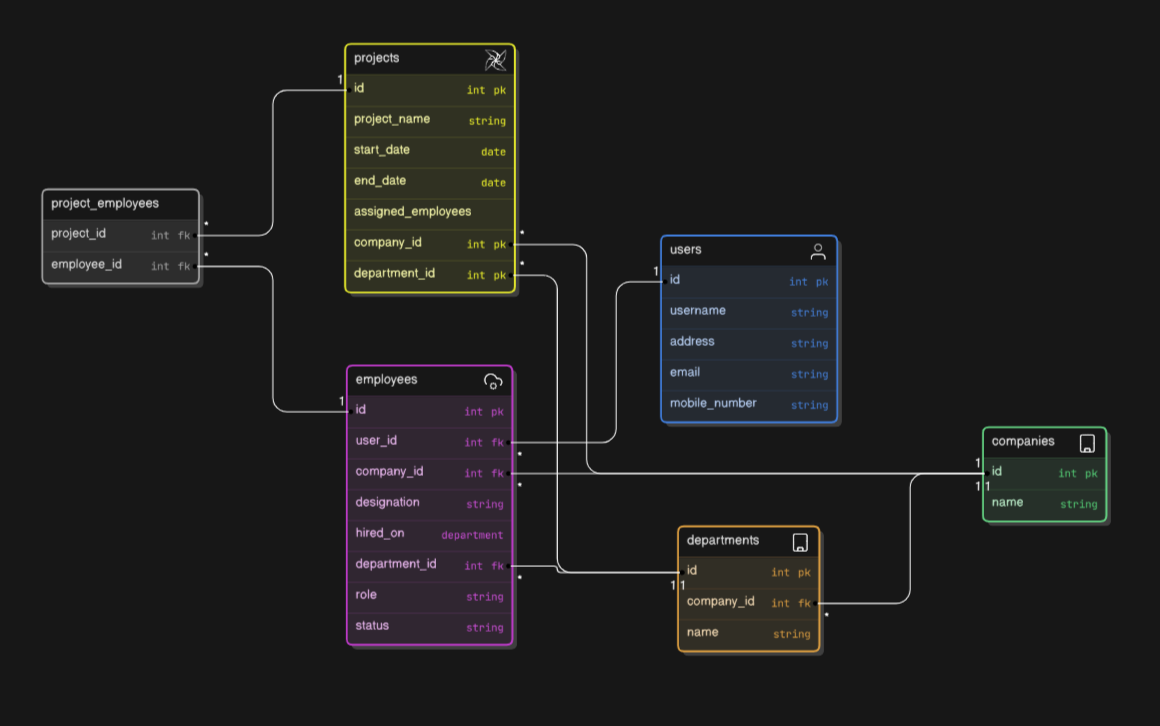 projects
1
id int pk
project_name string
start_date date
end_date date
assigned_employees
company_id int pk
*
department_id int pk
*
project_employees
project_id int fk
*
employee_id int fk
*
users
1
id int pk
username string
address string
email string
mobile_number string
employees
1
id int pk
user_id int fk
*
company_id int fk
*
designation string
hired_on department
department_id int fk
*
role string
status string
companies
1
id int pk
1 1
name string
departments
id int pk
1 1
company_id int fk
*
name string